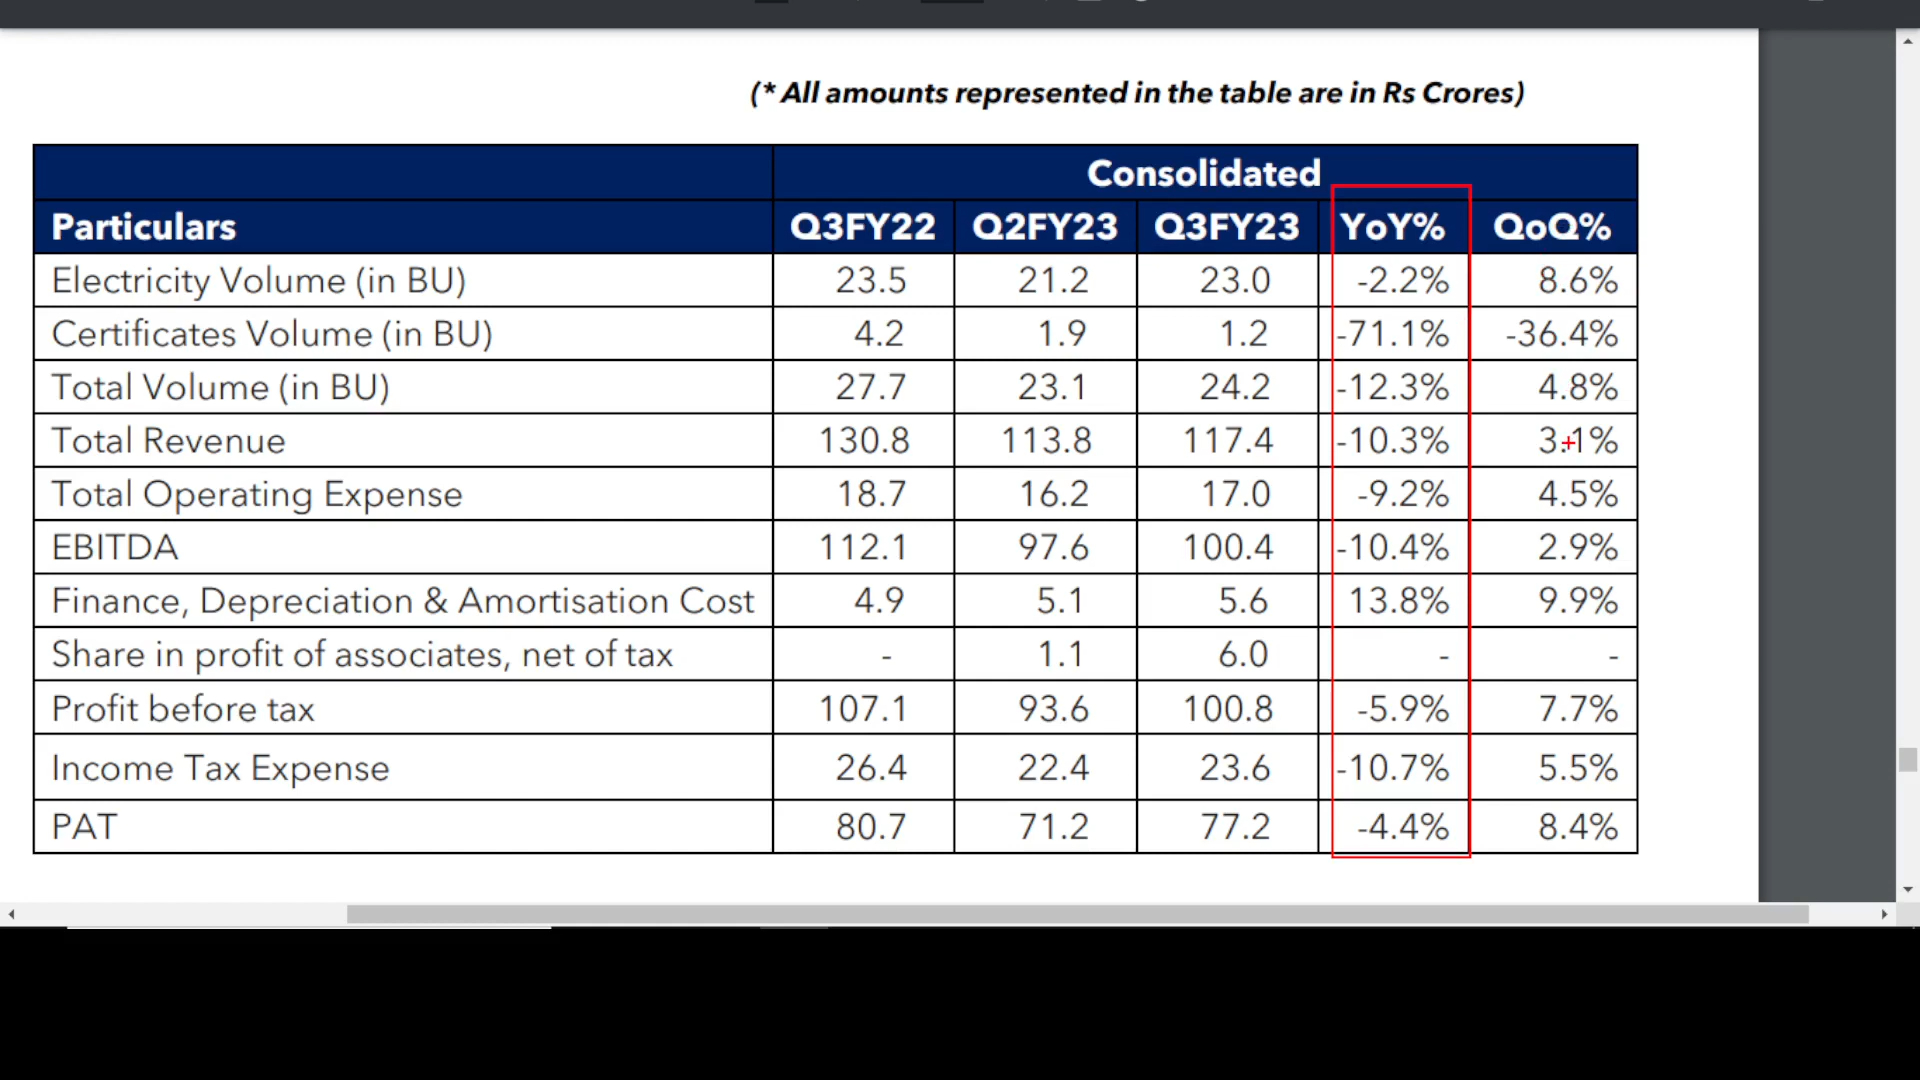 (* All amounts represented in the table are in Rs Crores)
Consolidated
Particulars Q3FY22 Q2FY23 Q3FY23 YoY% QoQ%
Electricity Volume (in BU) 23.5 21.2 23.0 -2.2% 8.6%
Certificates Volume (in BU) 4.2 1.9 1.2 -71.1% -36.4%
Total Volume (in BU) 27.7 23.1 24.2 -12.3% 4.8%
Total Revenue 130.8 113.8 117.4 -10.3% 3.1%
Total Operating Expense 18.7 16.2 17.0 -9.2% 4.5%
EBITDA 112.1 97.6 100.4 -10.4% 2.9%
Finance, Depreciation & Amortisation Cost 4.9 5.1 5.6 13.8% 9.9%
Share in profit of associates, net of tax - 1.1 6.0 - -
Profit before tax 107.1 93.6 100.8 -5.9% 7.7%
Income Tax Expense 26.4 22.4 23.6 -10.7% 5.5%
PAT 80.7 71.2 77.2 -4.4% 8.4%